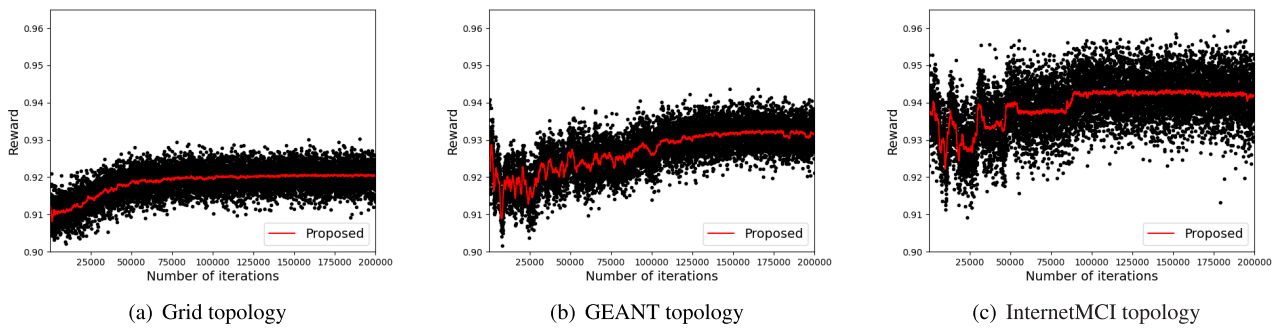 0.96
0.95
0.94
0.93
0.92
0.91
0.90
Reward
25000 50000 75000 100000 125000 150000 175000 200000
Number of iterations
Proposed
(a) Grid topology
0.96
0.95
0.94
0.93
0.92
0.91
0.90
Reward
25000 50000 75000 100000 125000 150000 175000 200000
Number of iterations
Proposed
(b) GEANT topology
0.96
0.95
0.94
0.93
0.92
0.91
0.90
Reward
25000 50000 75000 100000 125000 150000 175000 200000
Number of iterations
Proposed
(c) InternetMCI topology